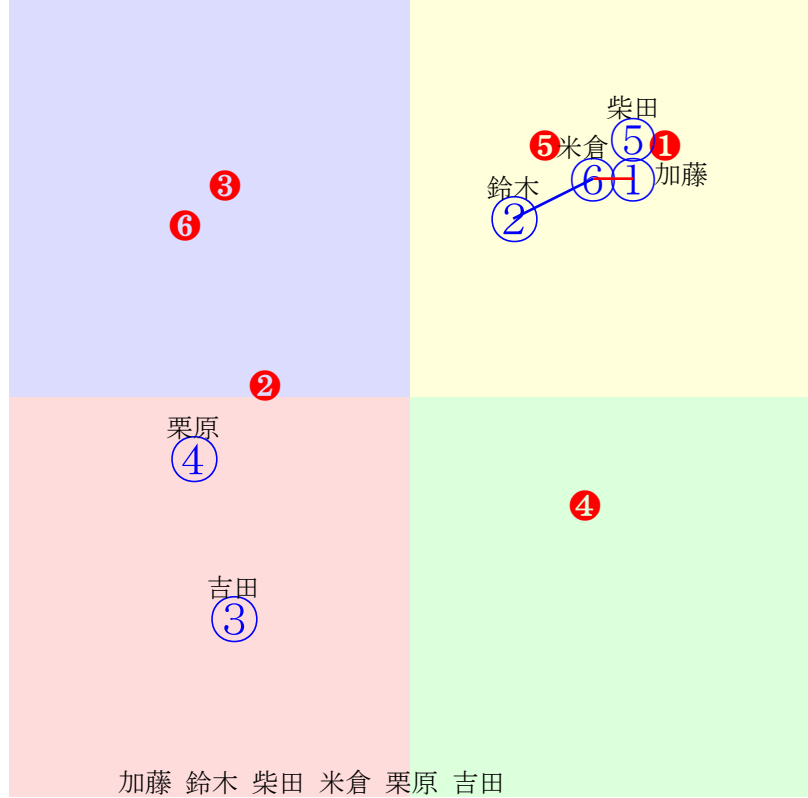 柴田
⑤
❺
❶
米倉
⑥
①
加藤
鈴木
②
❸
❻
❷
栗原
④
❹
吉田
③
加藤 鈴木 柴田 米倉 栗原 吉田